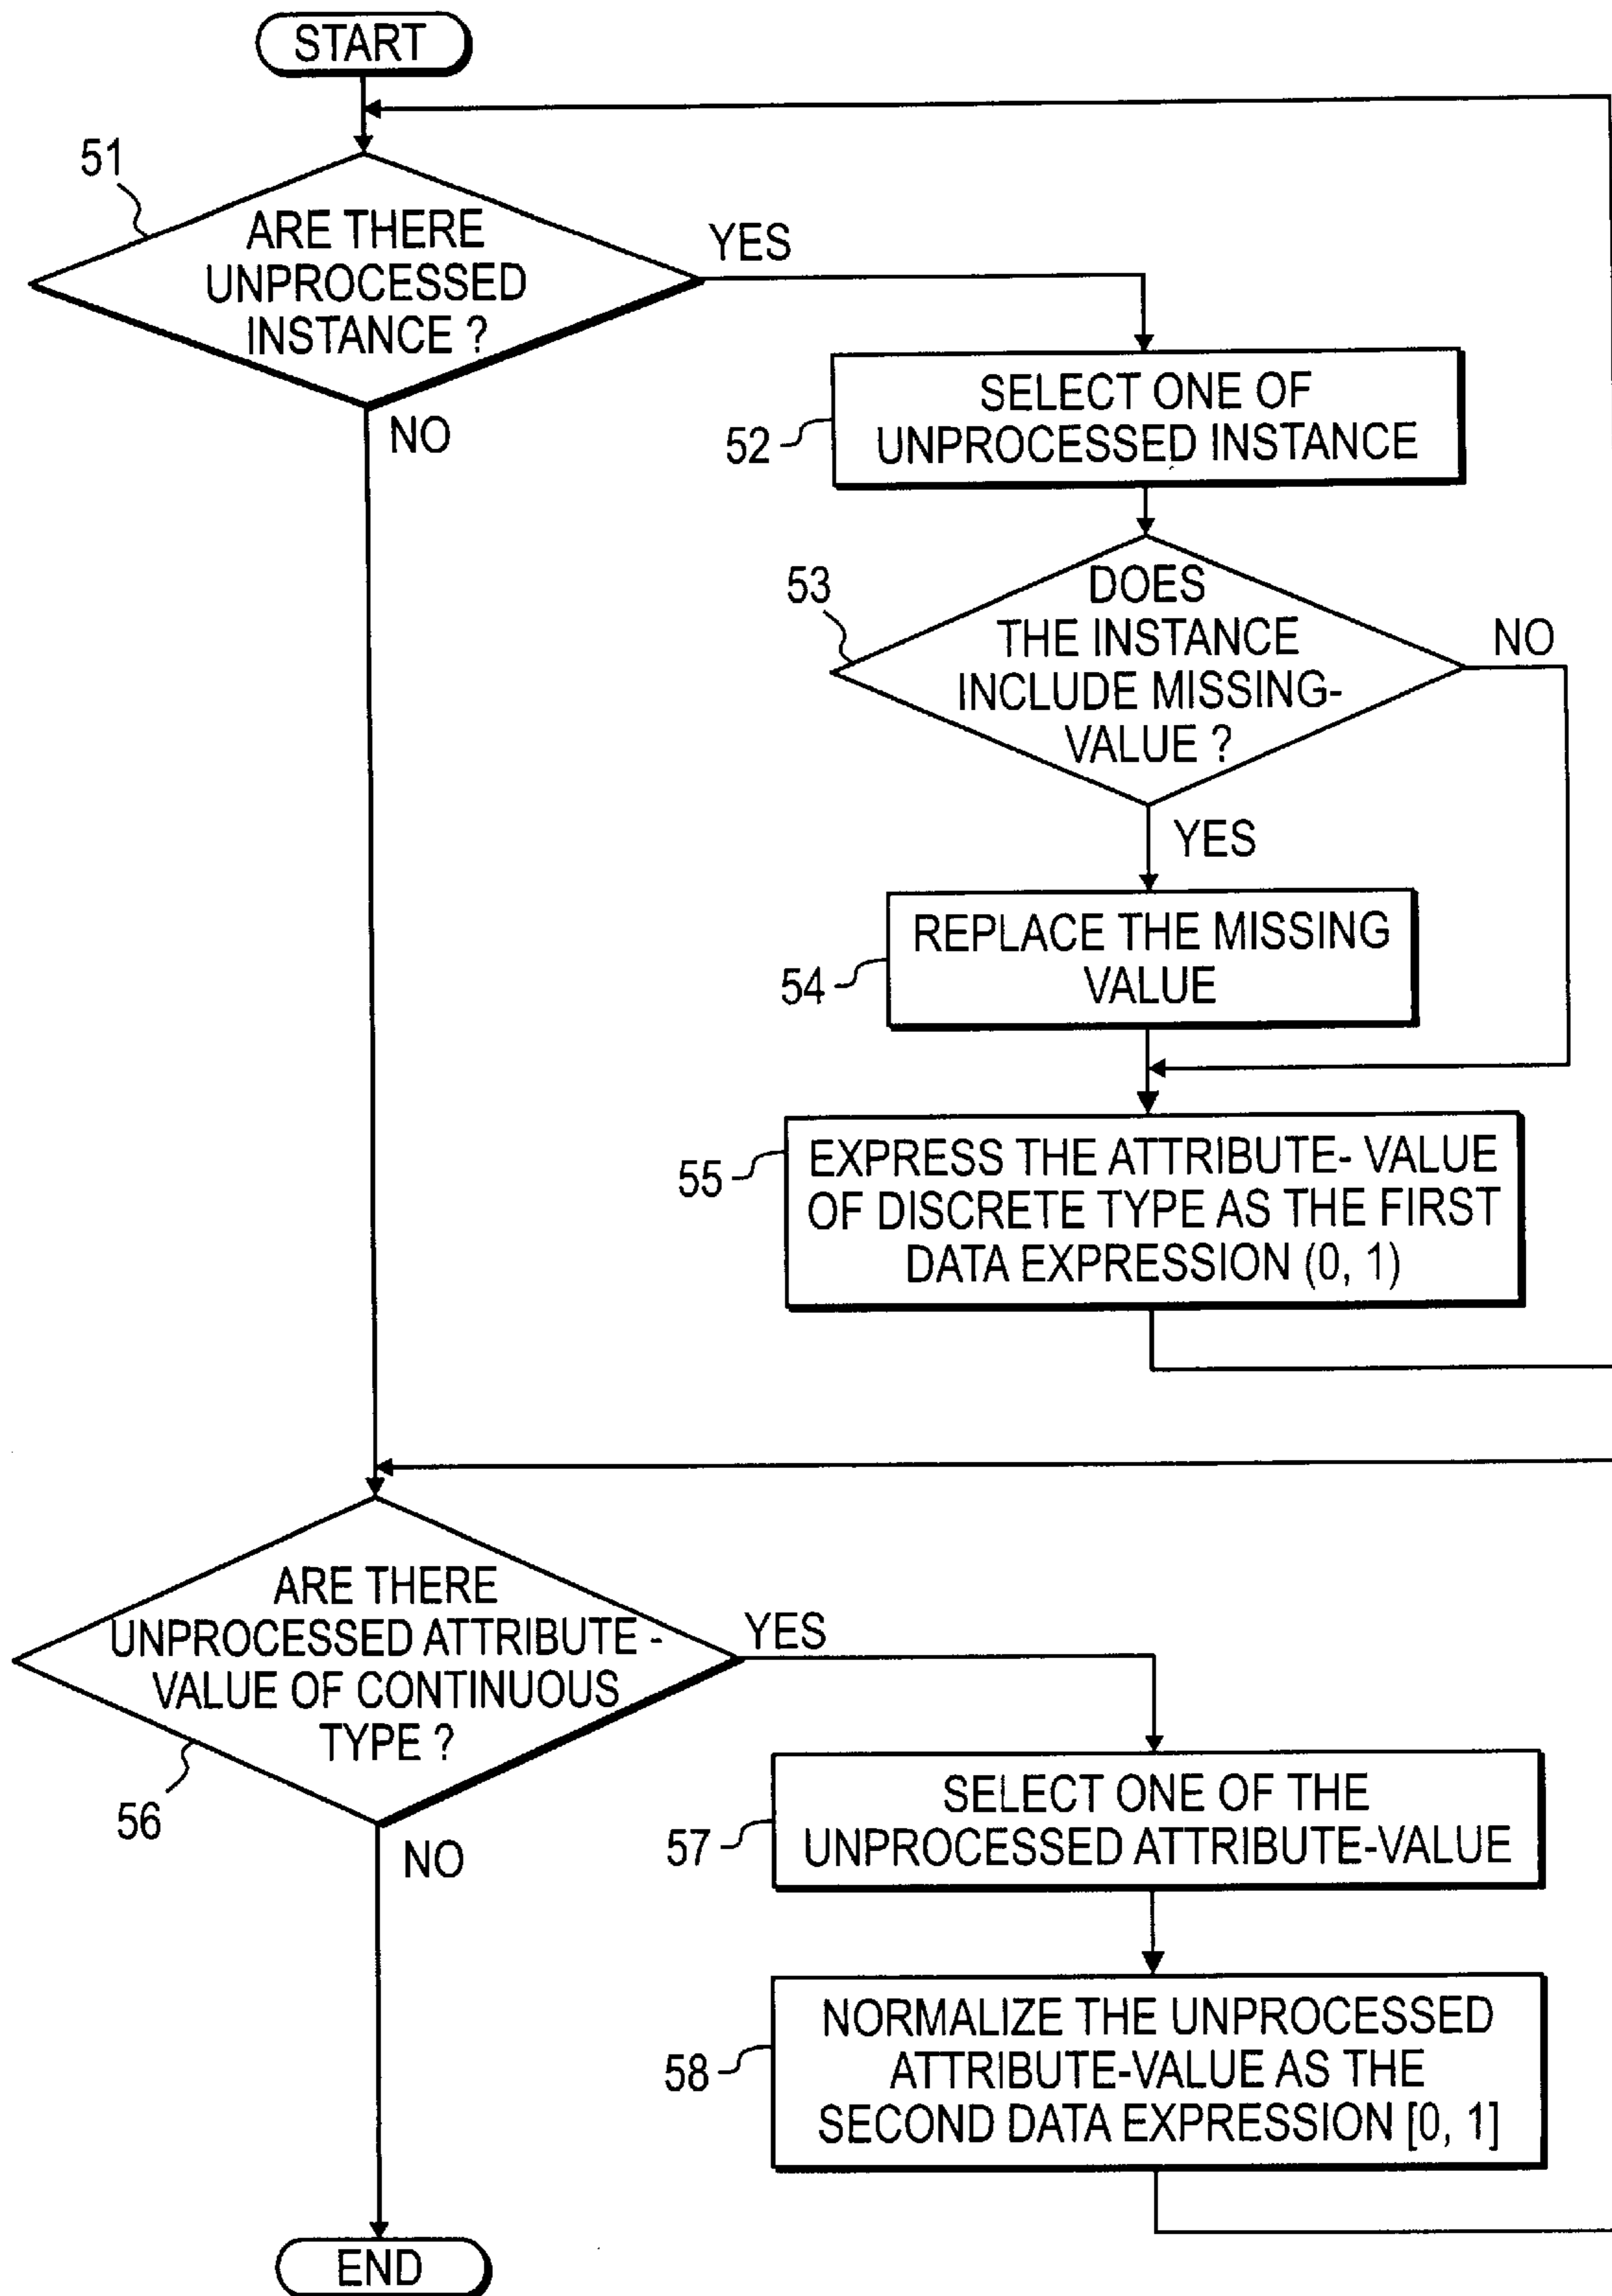 START
51
ARE THERE
UNPROCESSED
INSTANCE ?
YES
NO
52
SELECT ONE OF
UNPROCESSED INSTANCE
53
DOES
THE INSTANCE
INCLUDE MISSING-
VALUE ?
NO
YES
54
REPLACE THE MISSING
VALUE
55
EXPRESS THE ATTRIBUTE- VALUE
OF DISCRETE TYPE AS THE FIRST
DATA EXPRESSION (0, 1)
ARE THERE
UNPROCESSED ATTRIBUTE -
VALUE OF CONTINUOUS
TYPE ?
YES
56
NO
57
SELECT ONE OF THE
UNPROCESSED ATTRIBUTE-VALUE
58
NORMALIZE THE UNPROCESSED
ATTRIBUTE-VALUE AS THE
SECOND DATA EXPRESSION [0, 1]
END